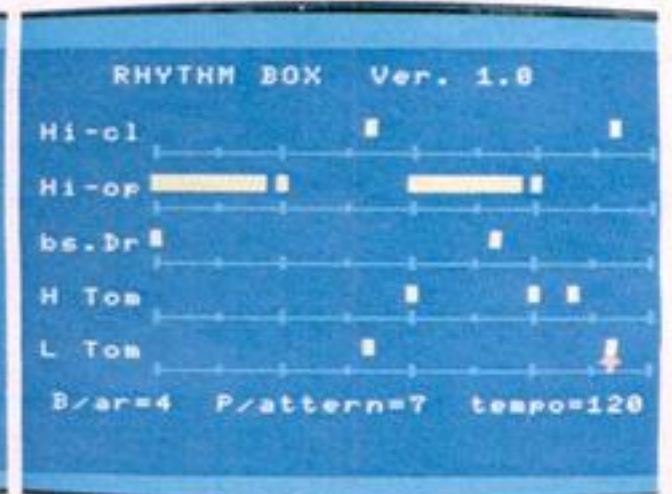 RHYTHM BOX Ver. 1.0
Hi-cl
Hi-op
bs.Dr
H Tom
L Tom
B/ar=4 P/attern=7 tempo=120